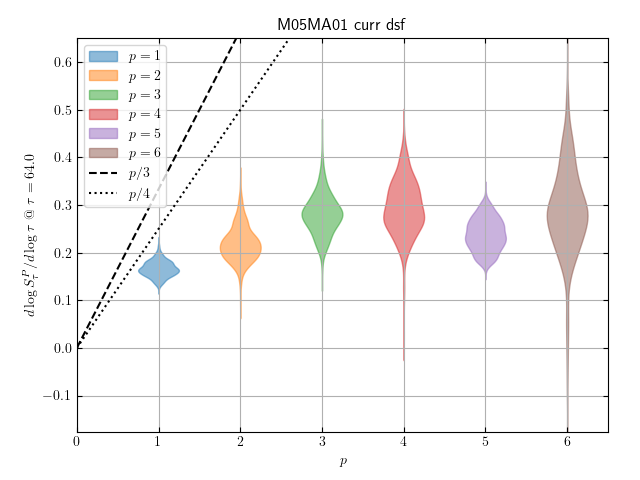 M05MA01 curr dsf
d log S_τ^P / d log τ @ τ = 64.0
0.6
0.5
0.4
0.3
0.2
0.1
0.0
−0.1
p = 1
p = 2
p = 3
p = 4
p = 5
p = 6
p/3
p/4
0 1 2 3 4 5 6
p